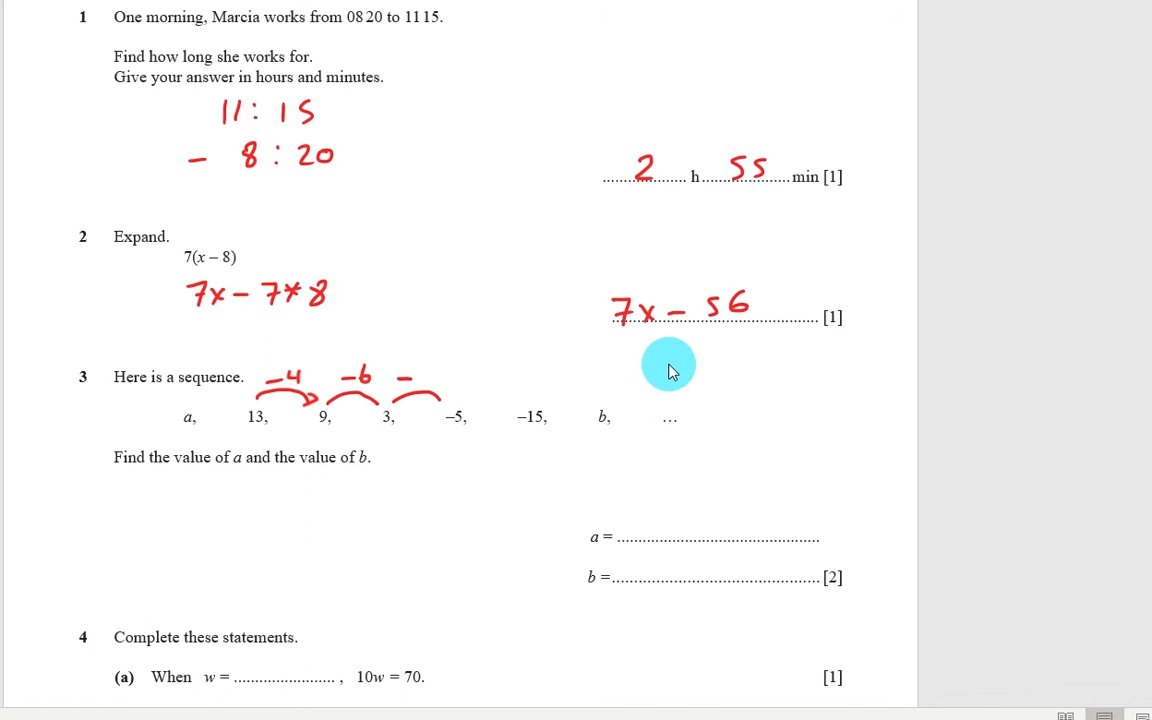 1 One morning, Marcia works from 08 20 to 11 15.
Find how long she works for.
Give your answer in hours and minutes.
11 : 15
- 8 : 20
........2........ h ........55........ min [1]
2 Expand.
7(x – 8)
7x - 7*8
7x - 56 [1]
3 Here is a sequence.
-4 -6 -
a, 13, 9, 3, –5, –15, b, ...
Find the value of a and the value of b.
a = ................................................
b = ................................................ [2]
4 Complete these statements.
(a) When w = ........................ , 10w = 70. [1]